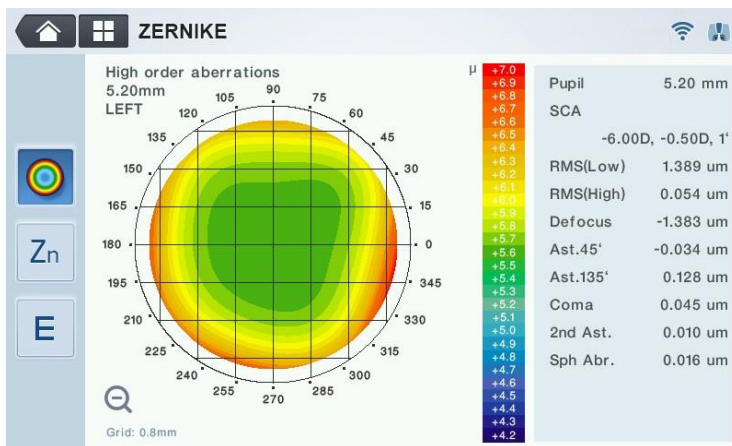 ZERNIKE
High order aberrations
5.20mm
LEFT
90
105
75
120
60
135
45
150
30
165
15
180
0
195
345
210
330
225
315
240
300
255
285
270
Grid: 0.8mm
Zn
E
μ
+7.0
+6.9
+6.8
+6.7
+6.6
+6.5
+6.4
+6.3
+6.2
+6.1
+6.0
+5.9
+5.8
+5.7
+5.6
+5.5
+5.4
+5.3
+5.2
+5.1
+5.0
+4.9
+4.8
+4.7
+4.6
+4.5
+4.4
+4.3
+4.2
Pupil 5.20 mm
SCA
-6.00D, -0.50D, 1‘
RMS(Low) 1.389 um
RMS(High) 0.054 um
Defocus -1.383 um
Ast.45‘ -0.034 um
Ast.135‘ 0.128 um
Coma 0.045 um
2nd Ast. 0.010 um
Sph Abr. 0.016 um